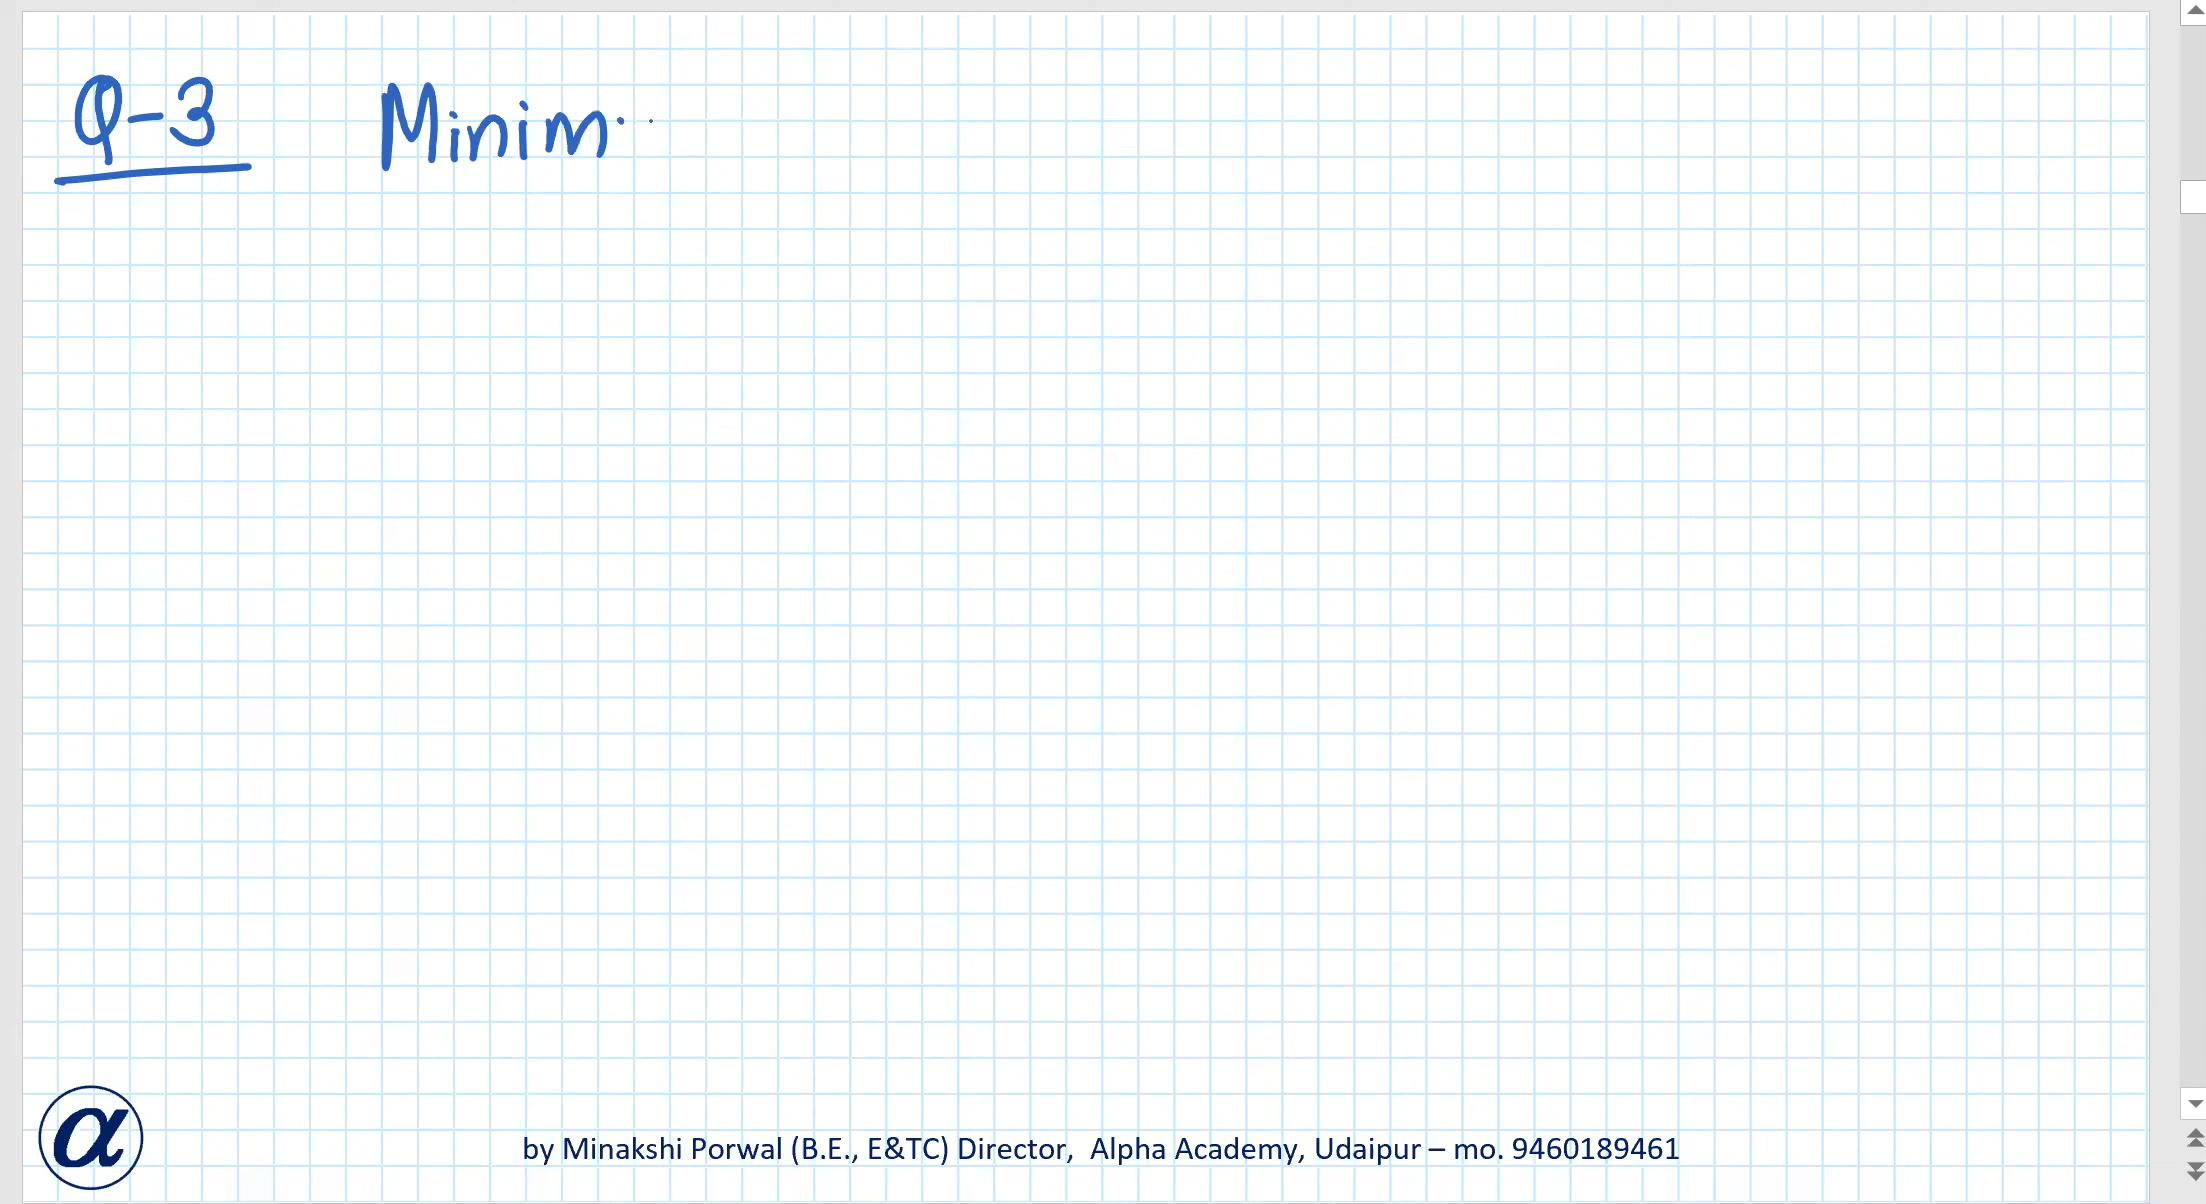 Q-3 Minim
α
by Minakshi Porwal (B.E., E&TC) Director, Alpha Academy, Udaipur – mo. 9460189461